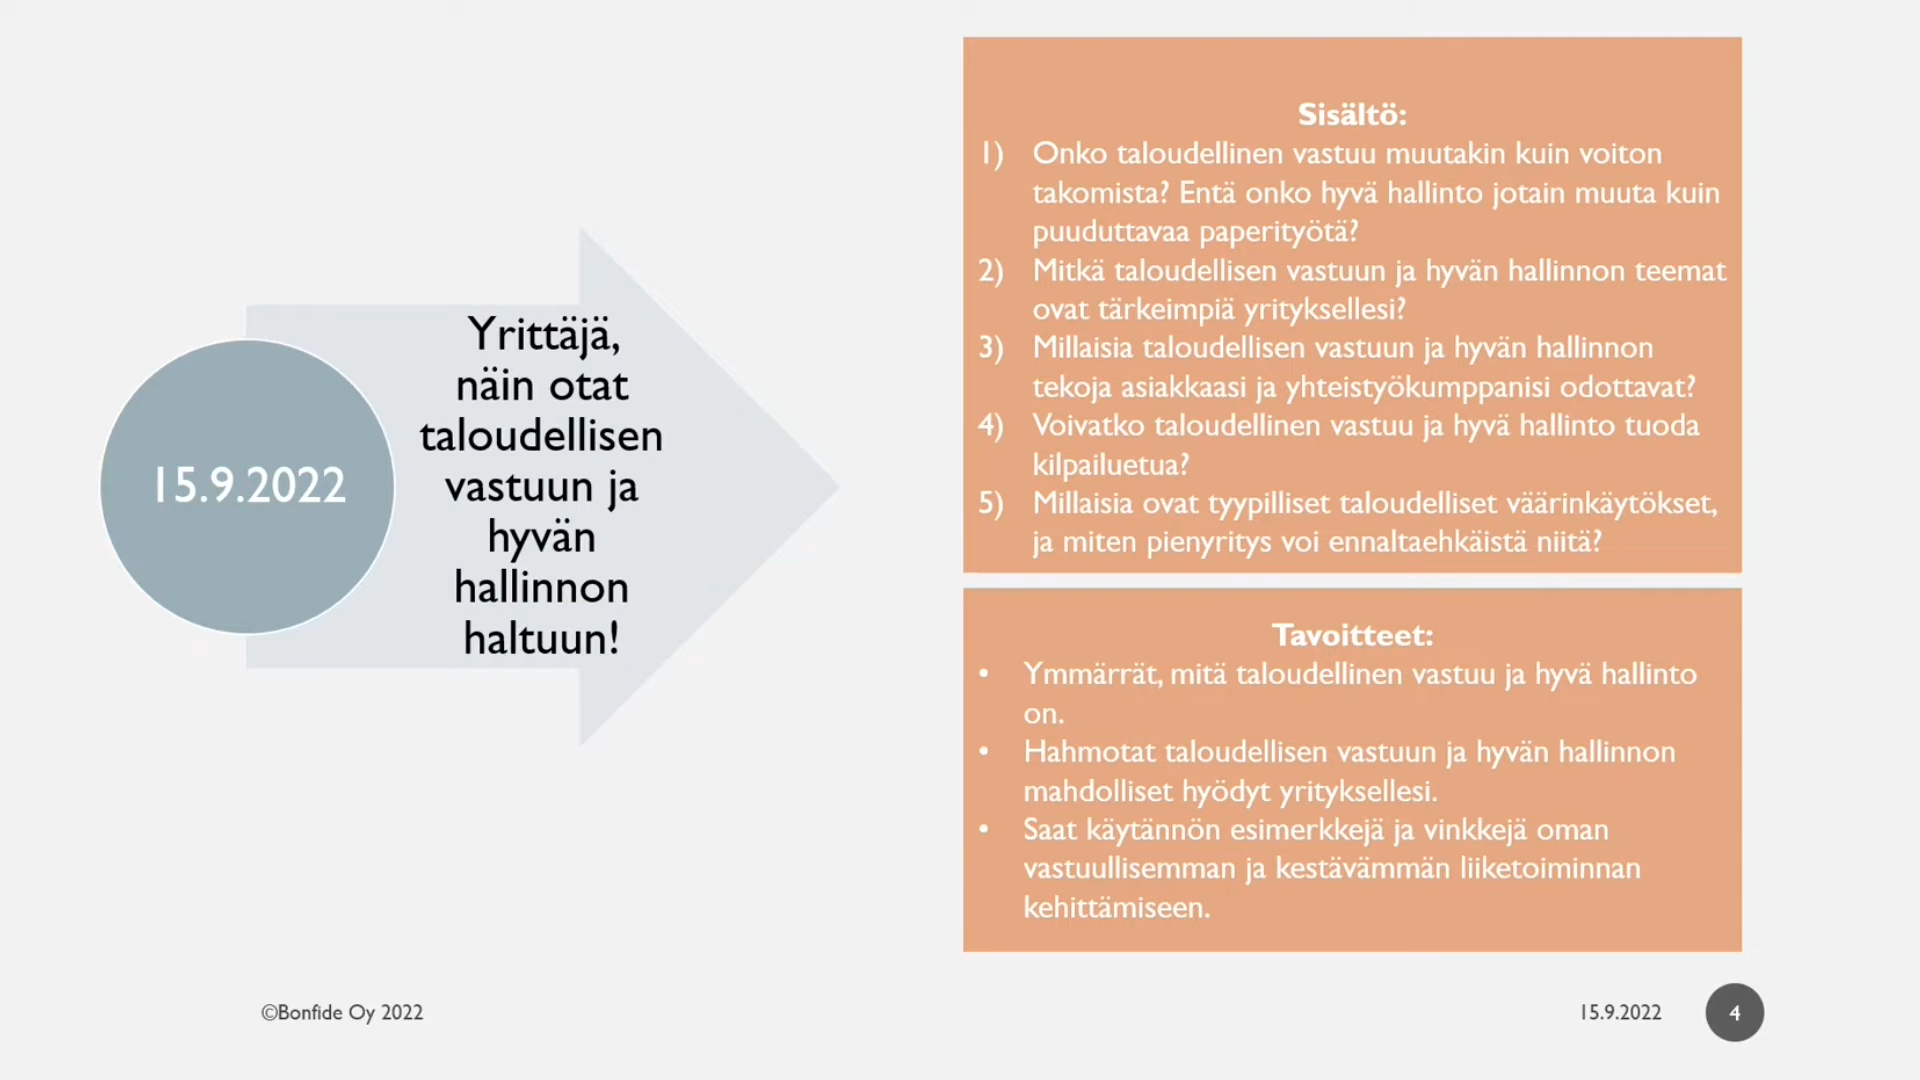 15.9.2022
Yrittäjä,
näin otat
taloudellisen
vastuun ja
hyvän
hallinnon
haltuun!
Sisältö:
1) Onko taloudellinen vastuu muutakin kuin voiton
takomista? Entä onko hyvä hallinto jotain muuta kuin
puuduttavaa paperityötä?
2) Mitkä taloudellisen vastuun ja hyvän hallinnon teemat
ovat tärkeimpiä yrityksellesi?
3) Millaisia taloudellisen vastuun ja hyvän hallinnon
tekoja asiakkaasi ja yhteistyökumppanisi odottavat?
4) Voivatko taloudellinen vastuu ja hyvä hallinto tuoda
kilpailuetua?
5) Millaisia ovat tyypilliset taloudelliset väärinkäytökset,
ja miten pienyritys voi ennaltaehkäistä niitä?
Tavoitteet:
• Ymmärrät, mitä taloudellinen vastuu ja hyvä hallinto
on.
• Hahmotat taloudellisen vastuun ja hyvän hallinnon
mahdolliset hyödyt yrityksellesi.
• Saat käytännön esimerkkejä ja vinkkejä oman
vastuullisemman ja kestävämmän liiketoiminnan
kehittämiseen.
©Bonfide Oy 2022
15.9.2022
4